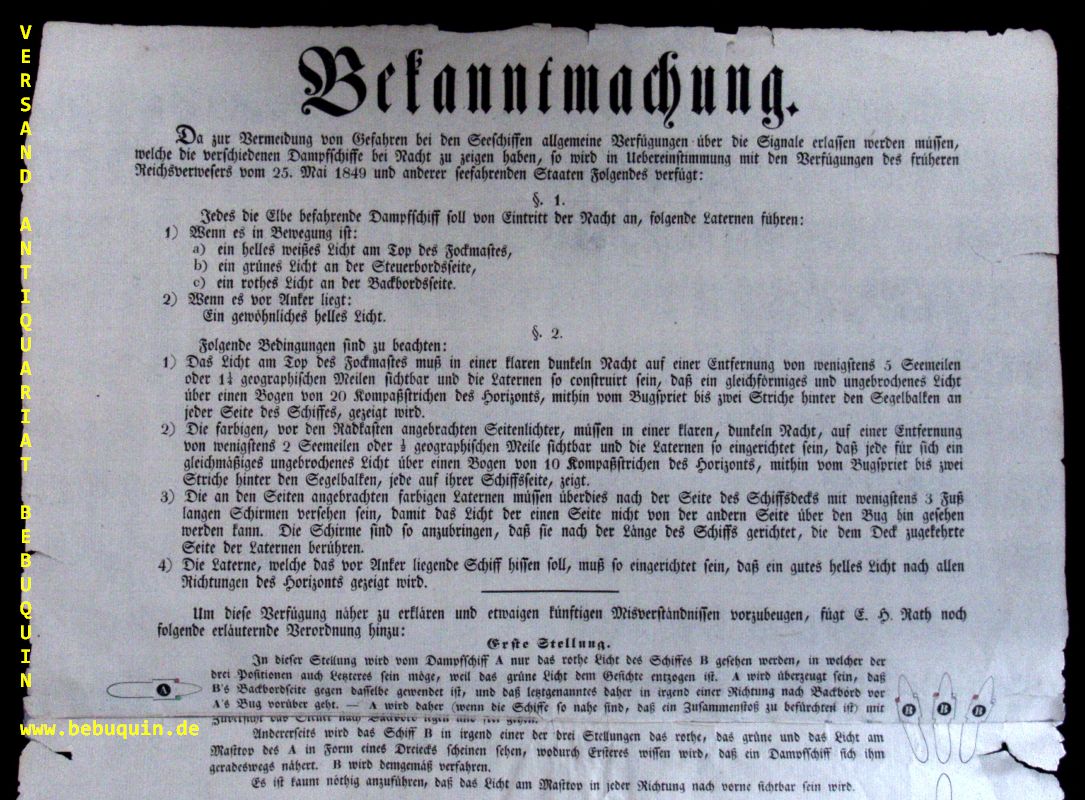 VERSAND ANTIQUARIAT BEBUQUIN
www.bebuquin.de
Bekanntmachung.
Da zur Vermeidung von Gefahren bei den Seeschiffen allgemeine Verfügungen über die Signale erlassen werden müssen,
welche die verschiedenen Dampfschiffe bei Nacht zu zeigen haben, so wird in Uebereinstimmung mit den Verfügungen des früheren
Reichsverwesers vom 25. Mai 1849 und anderer seefahrenden Staaten Folgendes verfügt:
§. 1.
Jedes die Elbe befahrende Dampfschiff soll von Eintritt der Nacht an, folgende Laternen führen:
1) Wenn es in Bewegung ist:
a) ein helles weißes Licht am Top des Fockmastes,
b) ein grünes Licht an der Steuerbordsseite,
c) ein rothes Licht an der Backbordsseite.
2) Wenn es vor Anker liegt:
Ein gewöhnliches helles Licht.
§. 2.
Folgende Bedingungen sind zu beachten:
1) Das Licht am Top des Fockmastes muß in einer klaren dunkeln Nacht auf einer Entfernung von wenigstens 5 Seemeilen
oder 1¼ geographischen Meilen sichtbar und die Laternen so construirt sein, daß ein gleichförmiges und ungebrochenes Licht
über einen Bogen von 20 Kompaßstrichen des Horizonts, mithin vom Bugspriet bis zwei Striche hinter den Segelbalken an
jeder Seite des Schiffes, gezeigt wird.
2) Die farbigen, vor den Radkasten angebrachten Seitenlichter, müssen in einer klaren, dunkeln Nacht, auf einer Entfernung
von wenigstens 2 Seemeilen oder ½ geographischen Meile sichtbar und die Laternen so eingerichtet sein, daß jede für sich ein
gleichmäßiges ungebrochenes Licht über einen Bogen von 10 Kompaßstrichen des Horizonts, mithin vom Bugspriet bis zwei
Striche hinter den Segelbalken, jede auf ihrer Schiffsseite, zeigt.
3) Die an den Seiten angebrachten farbigen Laternen müssen überdies nach der Seite des Schiffsdecks mit wenigstens 3 Fuß
langen Schirmen versehen sein, damit das Licht der einen Seite nicht von der andern Seite über den Bug hin gesehen
werden kann. Die Schirme sind so anzubringen, daß sie nach der Länge des Schiffs gerichtet, die dem Deck zugekehrte
Seite der Laternen berühren.
4) Die Laterne, welche das vor Anker liegende Schiff hissen soll, muß so eingerichtet sein, daß ein gutes helles Licht nach allen
Richtungen des Horizonts gezeigt wird.
Um diese Verfügung näher zu erklären und etwaigen künftigen Misverständnissen vorzubeugen, fügt E. H. Rath noch
folgende erläuternde Verordnung hinzu:
Erste Stellung.
In dieser Stellung wird vom Dampfschiff A nur das rothe Licht des Schiffes B gesehen werden, in welcher der
drei Positionen auch Letzteres sein möge, weil das grüne Licht dem Gesichte entzogen ist. A wird überzeugt sein, daß
B's Backbordseite gegen dasselbe gewendet ist, und daß letztgenanntes daher in irgend einer Richtung nach Backbord vor
A's Bug vorüber geht. — A wird daher (wenn die Schiffe so nahe sind, daß ein Zusammenstoß zu befürchten ist) mit
Andererseits wird das Schiff B in irgend einer der drei Stellungen das rothe, das grüne und das Licht am
Masttop des A in Form eines Dreiecks scheinen sehen, wodurch Ersteres wissen wird, daß ein Dampfschiff sich ihm
geradeswegs nähert. B wird demgemäß verfahren.
Es ist kaum nöthig anzuführen, daß das Licht am Masttop in jeder Richtung nach vorne sichtbar sein wird.
A
B B B